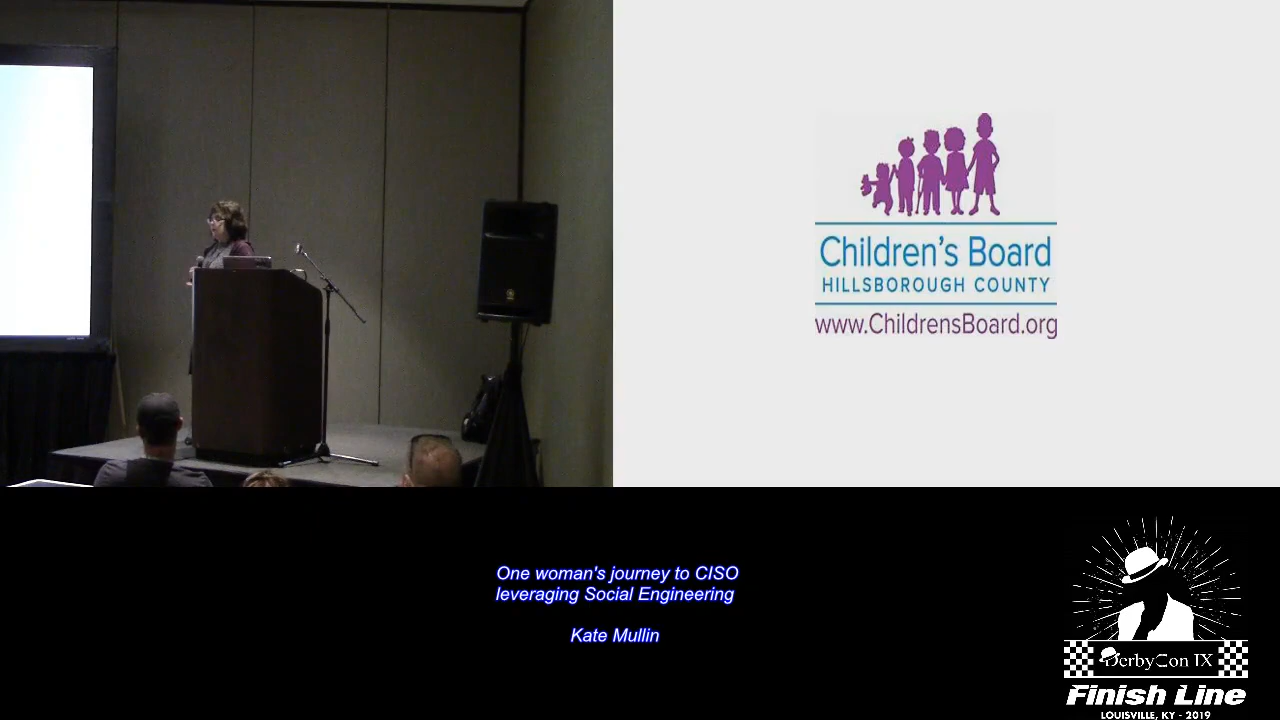 Children's Board
HILLSBOROUGH COUNTY
www.ChildrensBoard.org
One woman's journey to CISO
leveraging Social Engineering
Kate Mullin
DerbyCon IX
Finish Line
LOUISVILLE, KY - 2019